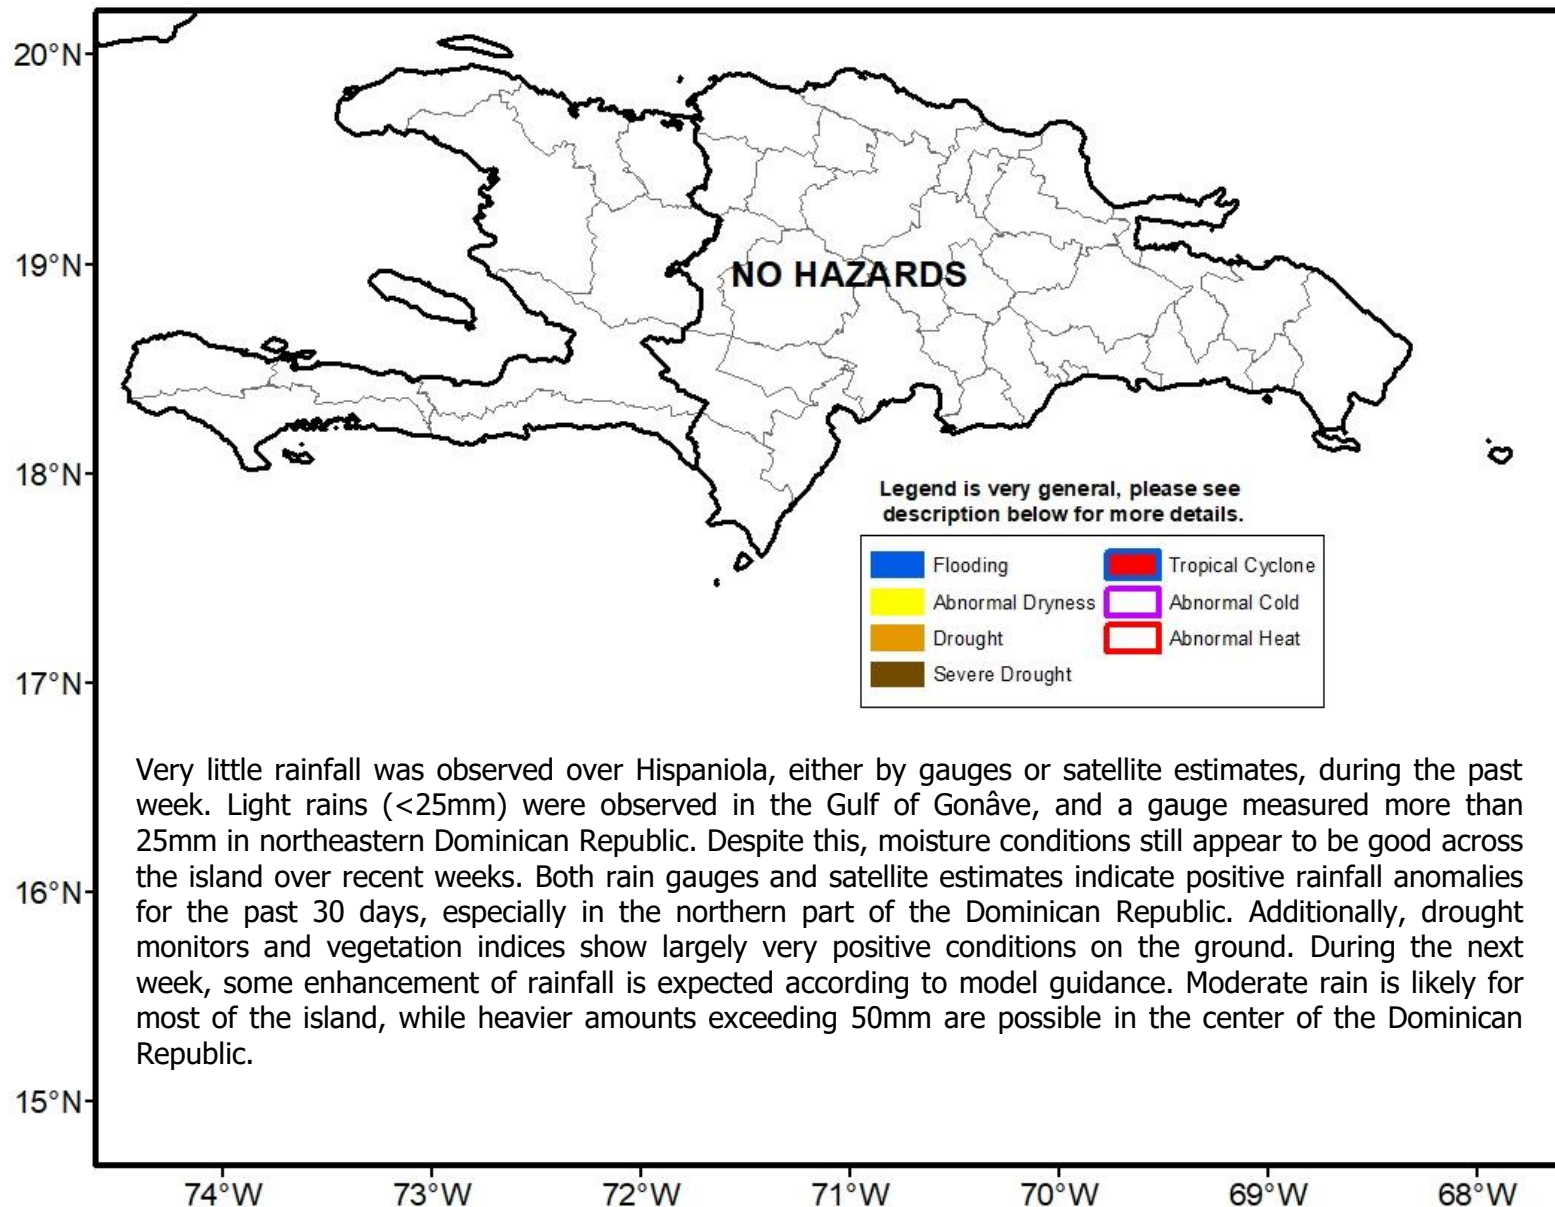 20°N
19°N
NO HAZARDS
18°N
Legend is very general, please see
description below for more details.
Flooding
Tropical Cyclone
Abnormal Dryness
Abnormal Cold
Drought
Abnormal Heat
Severe Drought
17°N
Very little rainfall was observed over Hispaniola, either by gauges or satellite estimates, during the past
week. Light rains (<25mm) were observed in the Gulf of Gonâve, and a gauge measured more than
25mm in northeastern Dominican Republic. Despite this, moisture conditions still appear to be good across
the island over recent weeks. Both rain gauges and satellite estimates indicate positive rainfall anomalies
for the past 30 days, especially in the northern part of the Dominican Republic. Additionally, drought
monitors and vegetation indices show largely very positive conditions on the ground. During the next
week, some enhancement of rainfall is expected according to model guidance. Moderate rain is likely for
most of the island, while heavier amounts exceeding 50mm are possible in the center of the Dominican
Republic.
16°N
15°N
74°W 73°W 72°W 71°W 70°W 69°W 68°W